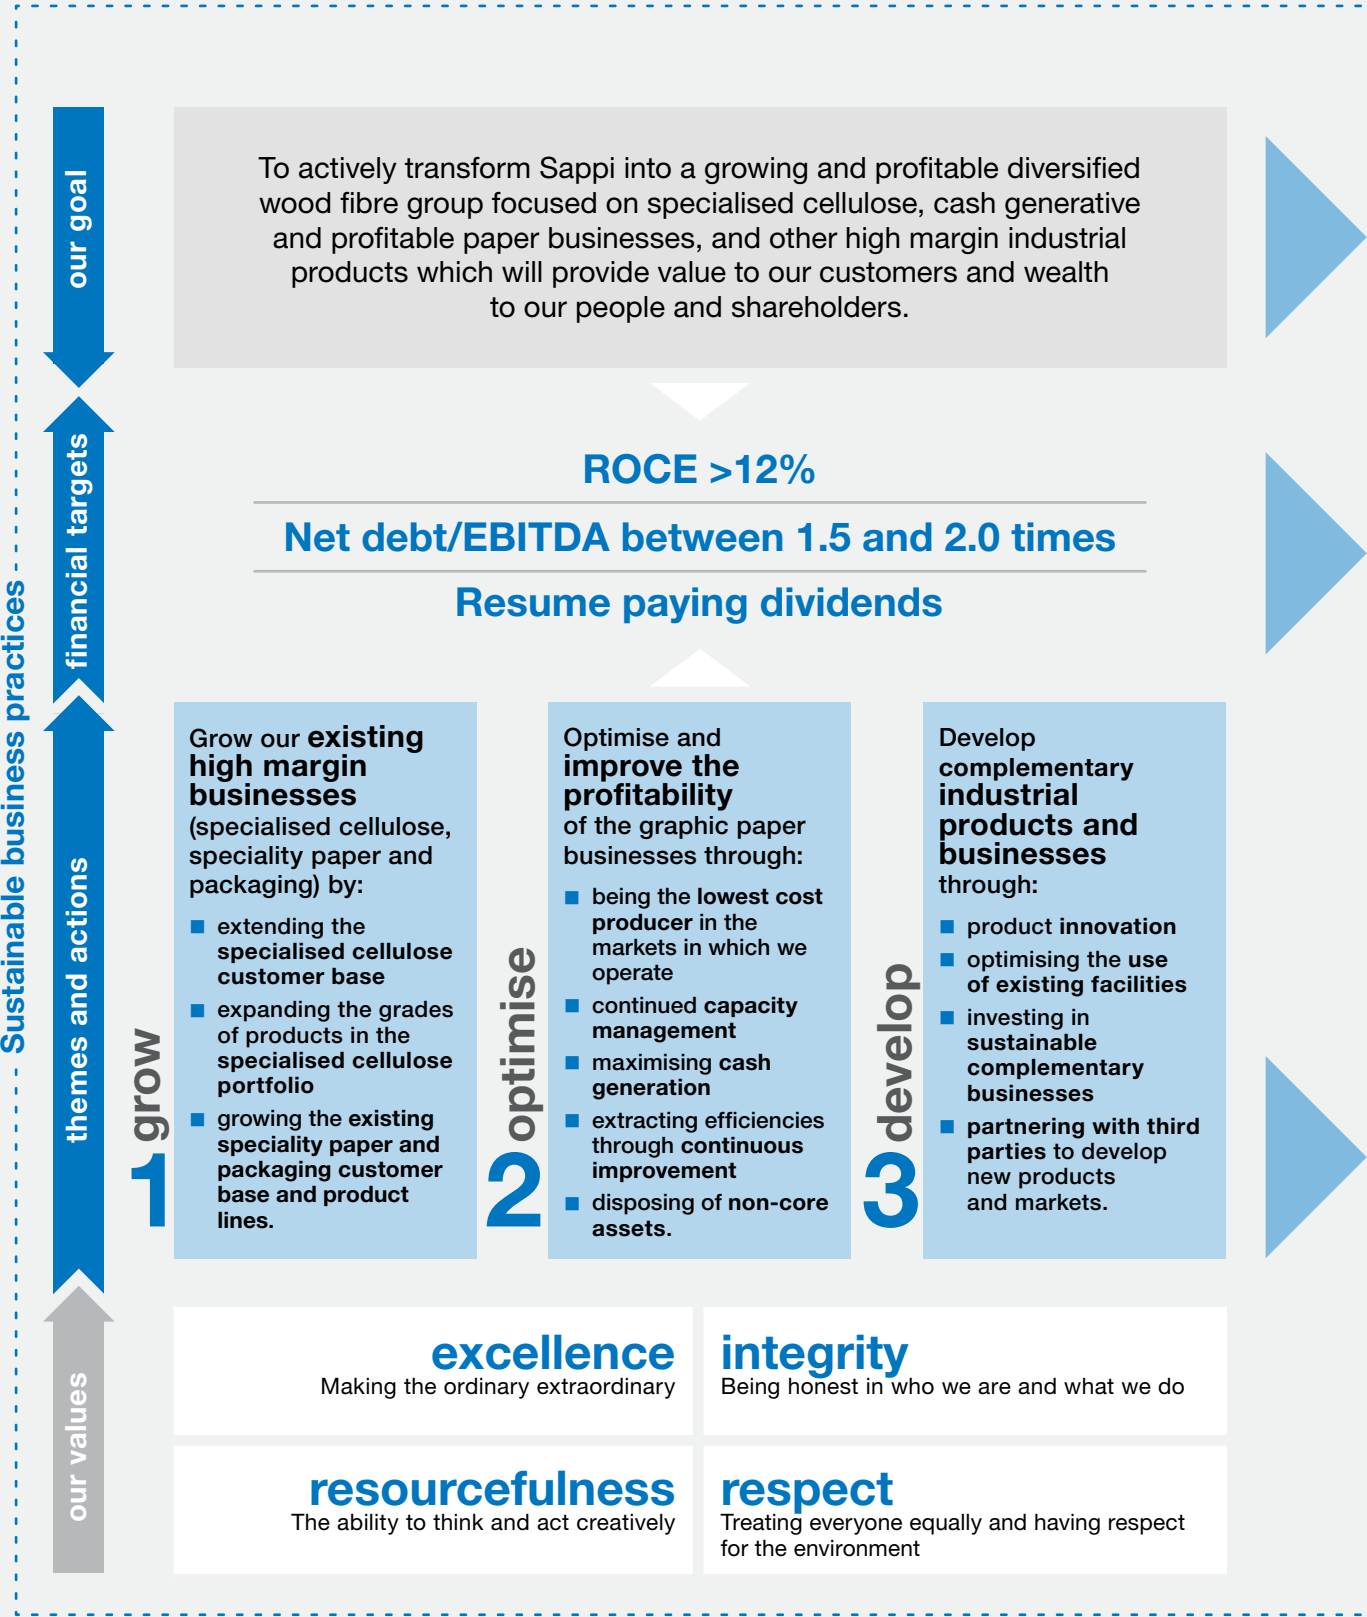 Sustainable business practices
our goal
To actively transform Sappi into a growing and profitable diversified
wood fibre group focused on specialised cellulose, cash generative
and profitable paper businesses, and other high margin industrial
products which will provide value to our customers and wealth
to our people and shareholders.
financial targets
ROCE >12%
Net debt/EBITDA between 1.5 and 2.0 times
Resume paying dividends
themes and actions
1 grow
Grow our existing
high margin
businesses
(specialised cellulose,
speciality paper and
packaging) by:
■ extending the
specialised cellulose
customer base
■ expanding the grades
of products in the
specialised cellulose
portfolio
■ growing the existing
speciality paper and
packaging customer
base and product
lines.
2 optimise
Optimise and
improve the
profitability
of the graphic paper
businesses through:
■ being the lowest cost
producer in the
markets in which we
operate
■ continued capacity
management
■ maximising cash
generation
■ extracting efficiencies
through continuous
improvement
■ disposing of non-core
assets.
3 develop
Develop
complementary
industrial
products and
businesses
through:
■ product innovation
■ optimising the use
of existing facilities
■ investing in
sustainable
complementary
businesses
■ partnering with third
parties to develop
new products
and markets.
our values
excellence
Making the ordinary extraordinary
integrity
Being honest in who we are and what we do
resourcefulness
The ability to think and act creatively
respect
Treating everyone equally and having respect
for the environment